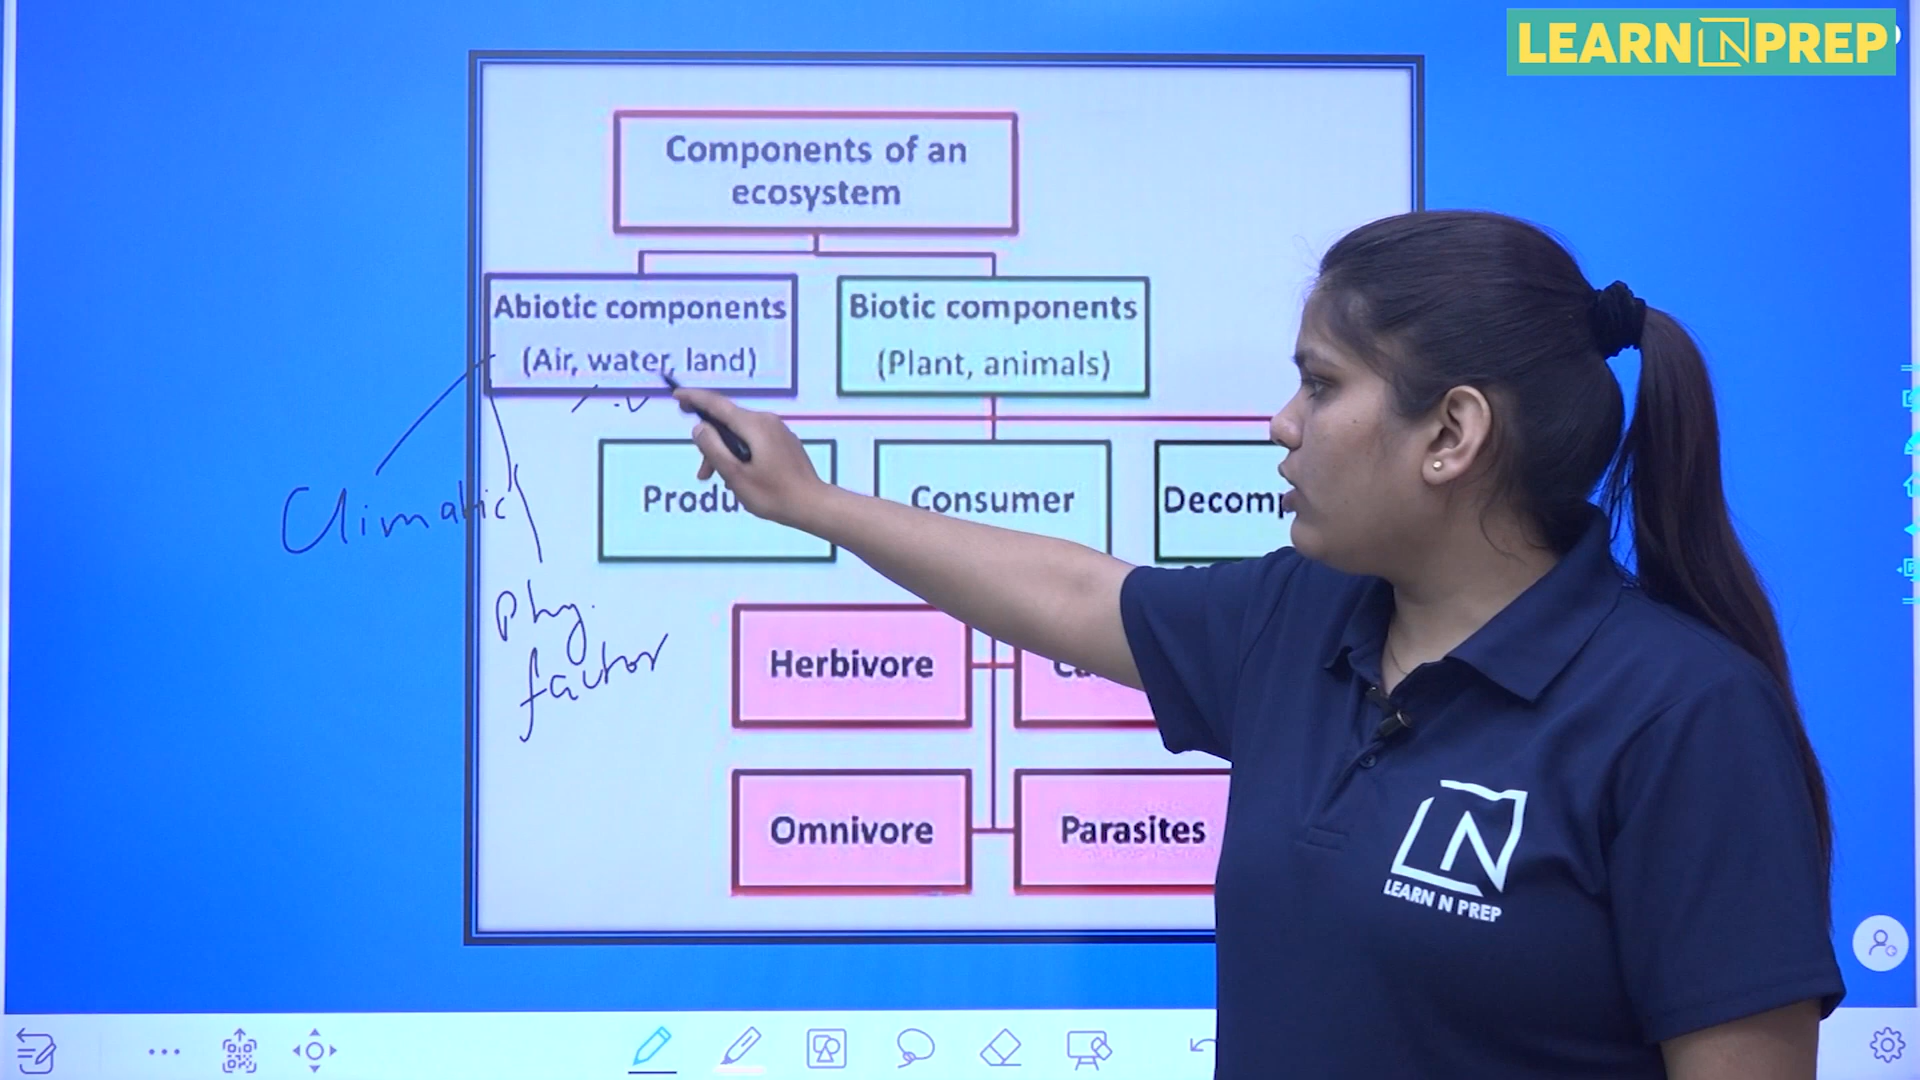 LEARN N PREP
Components of an
ecosystem
Abiotic components
(Air, water, land)
Biotic components
(Plant, animals)
Climatic
Consumer
Phy.
factor
Herbivore
Omnivore
Parasites
LEARN N PREP